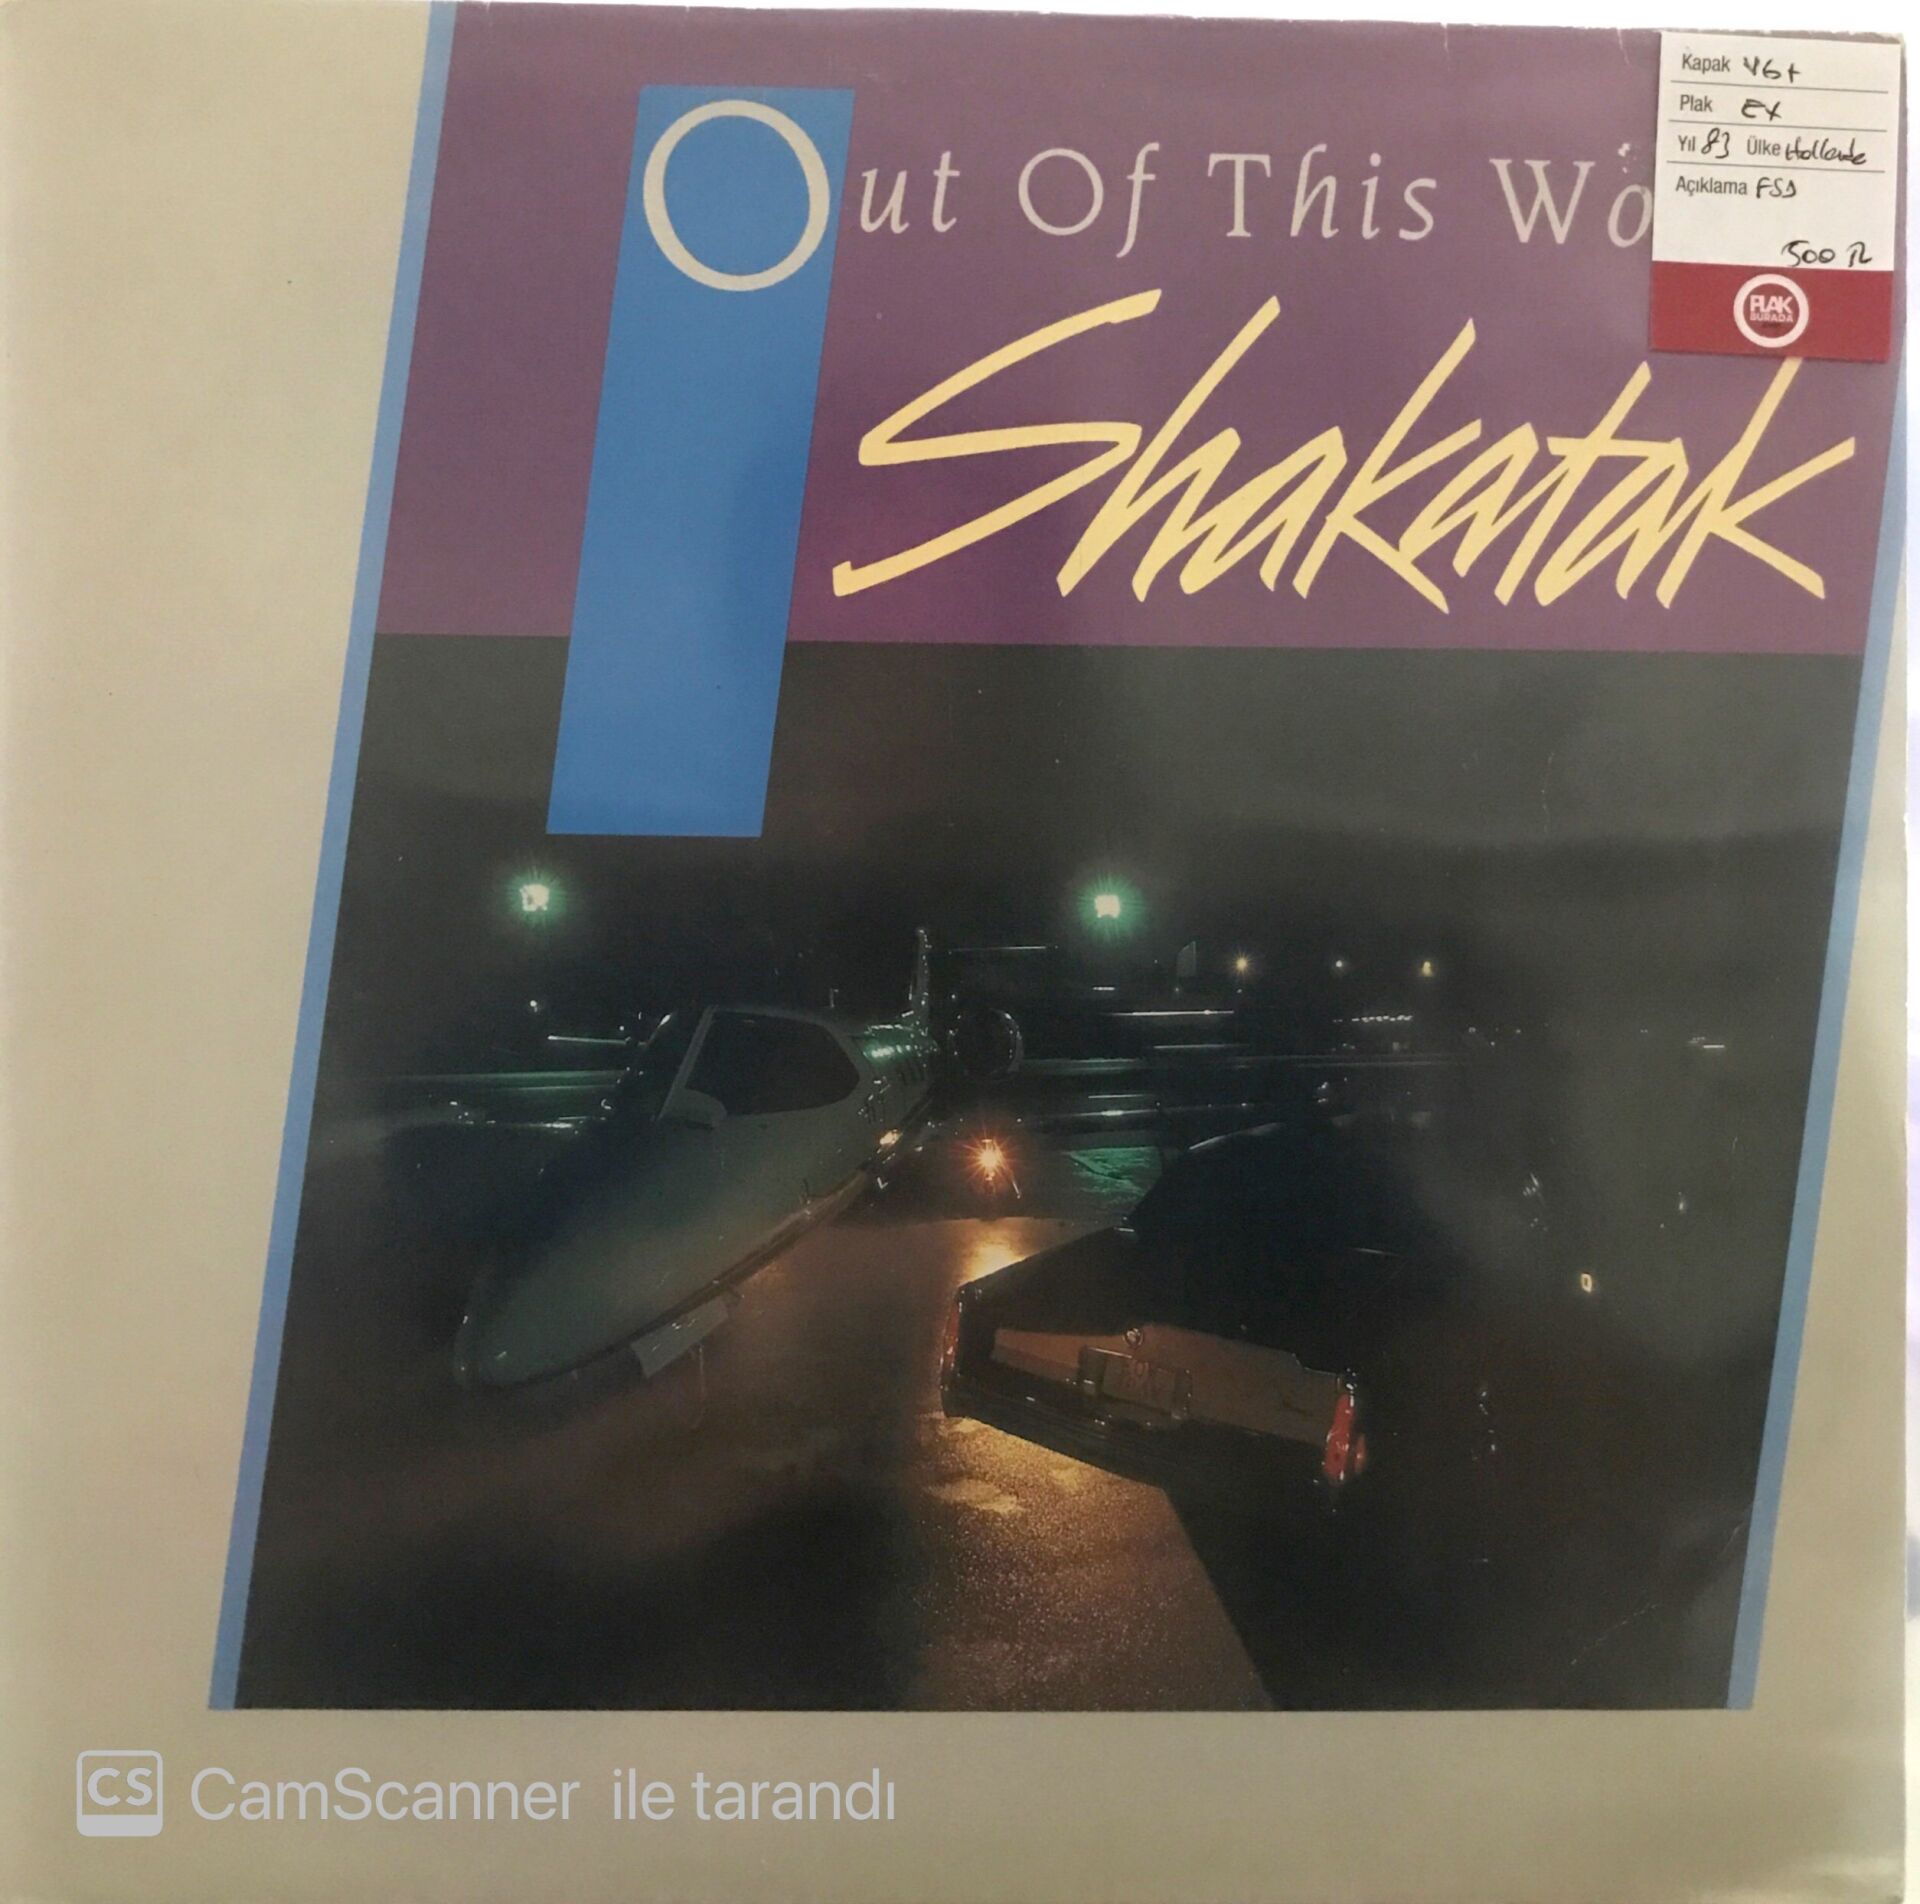 Kapak VG+
Plak EX
Yıl 83 Ülke Hollanda
Açıklama
500 TL
PLAK
BURADA
Out Of This Wo
Shakatak
CS CamScanner ile tarandı